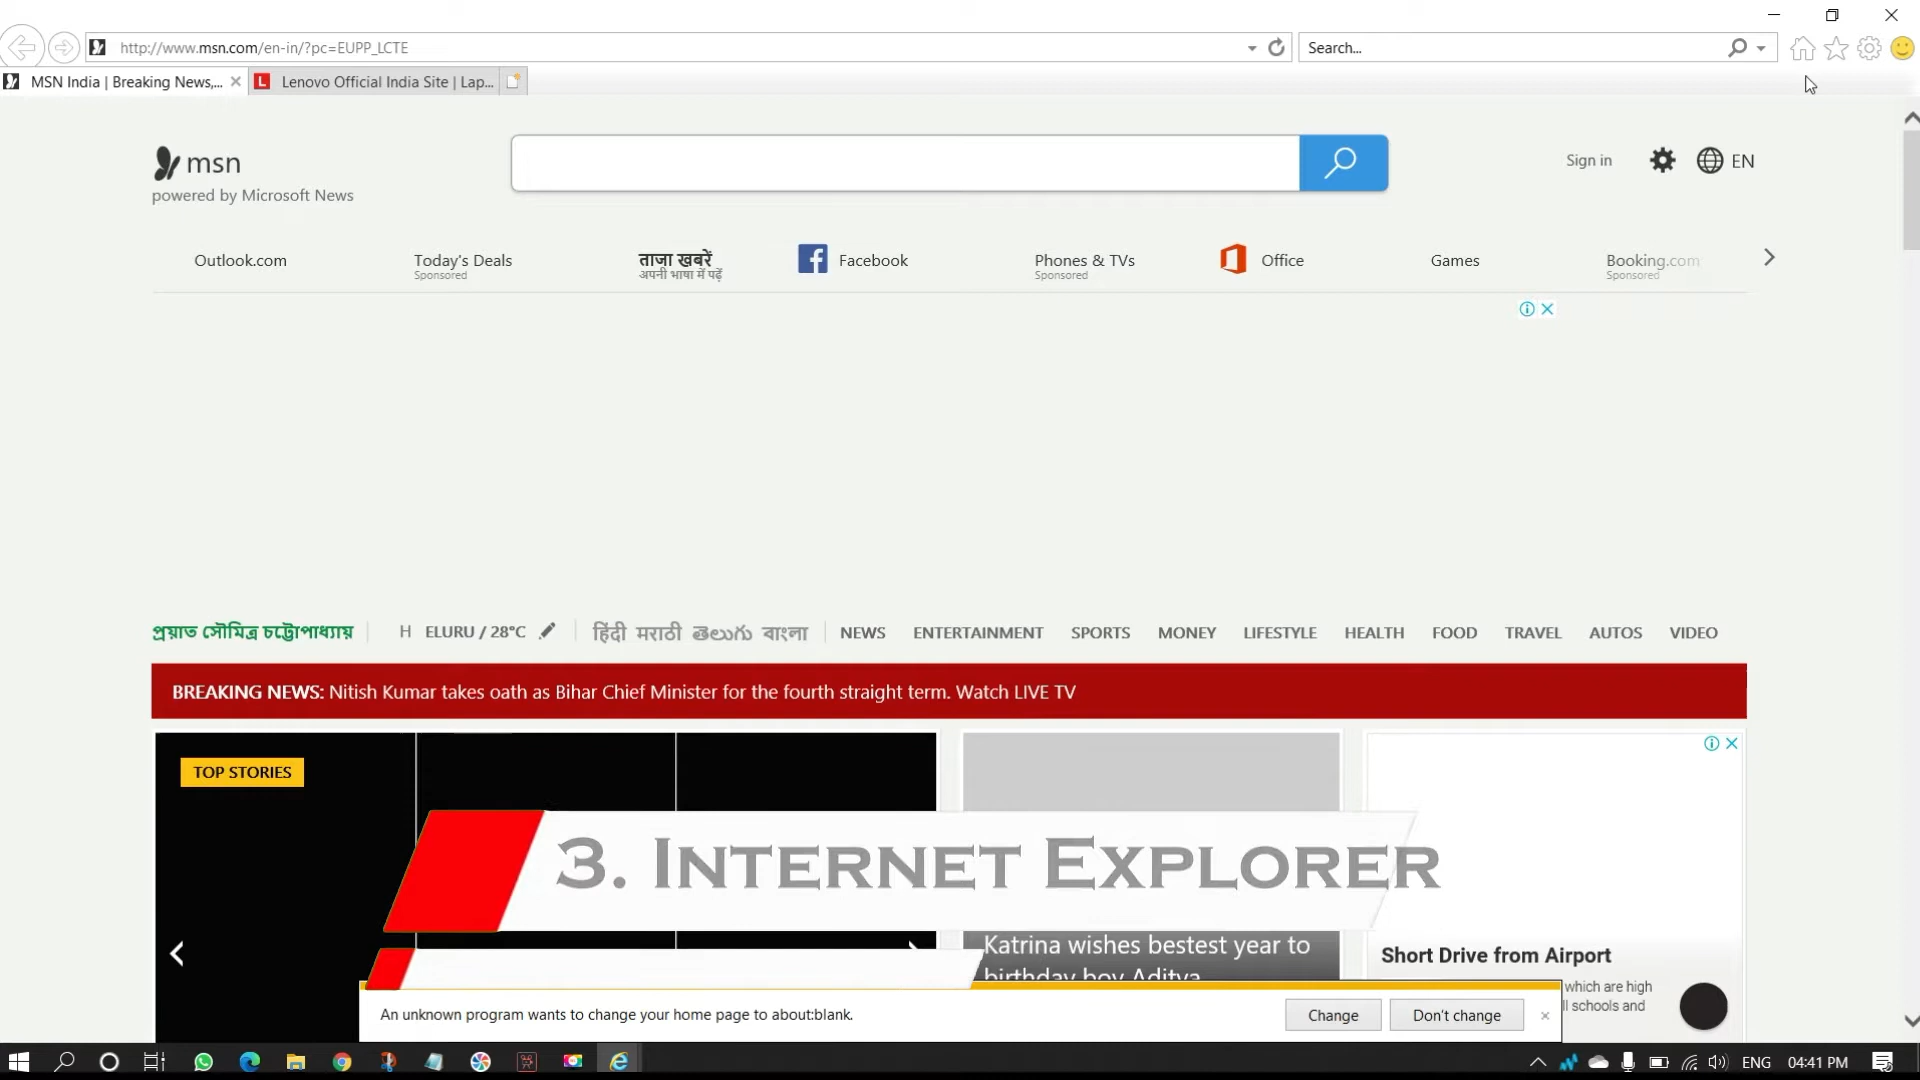 http://www.msn.com/en-in/?pc=EUPP_LCTE
Search...
MSN India | Breaking News,...
Lenovo Official India Site | Lap...
msn
powered by Microsoft News
Sign in
EN
Outlook.com
Today's Deals
Sponsored
ताजा खबरें
अपनी भाषा में पढ़ें
Facebook
Phones & TVs
Sponsored
Office
Games
Booking.com
Sponsored
প্রয়াত সৌমিত্র চট্টোপাধ্যায়
H ELURU / 28°C
हिंदी मराठी తెలుగు বাংলা
NEWS ENTERTAINMENT SPORTS MONEY LIFESTYLE HEALTH FOOD TRAVEL AUTOS VIDEO
BREAKING NEWS: Nitish Kumar takes oath as Bihar Chief Minister for the fourth straight term. Watch LIVE TV
TOP STORIES
3. INTERNET EXPLORER
Katrina wishes bestest year to
birthday boy Aditya
Short Drive from Airport
which are high
schools and
An unknown program wants to change your home page to about:blank.
Change
Don't change
ENG
04:41 PM